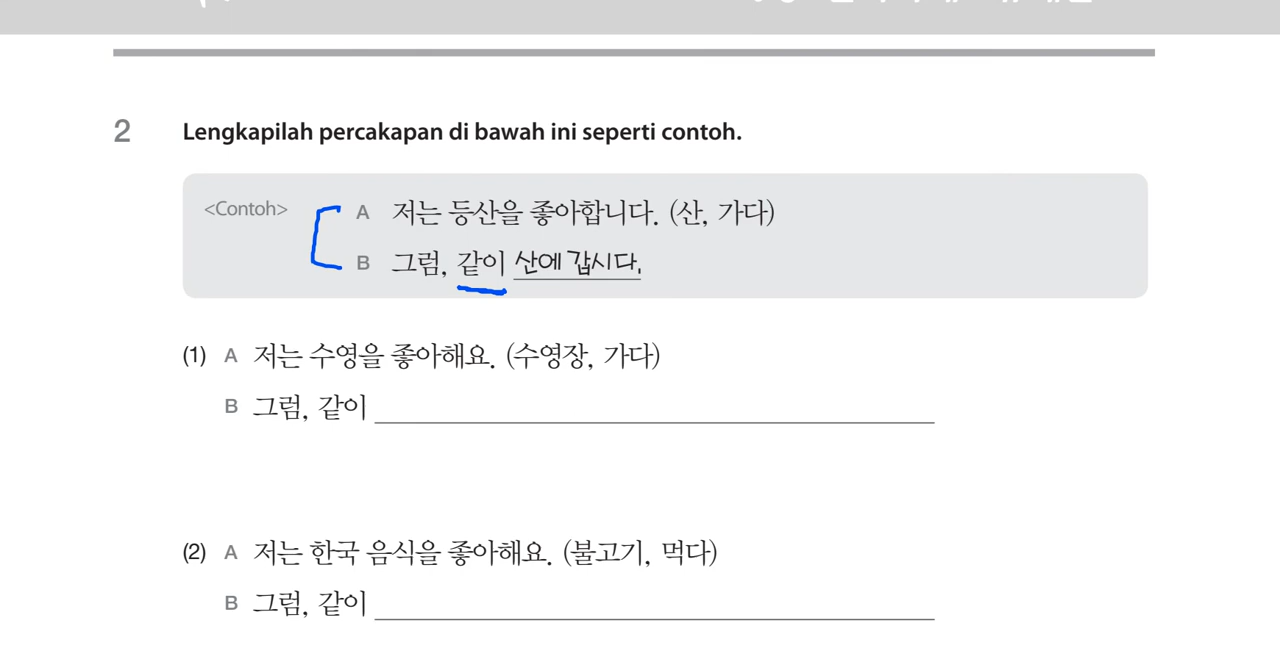 2 Lengkapilah percakapan di bawah ini seperti contoh.
<Contoh> A 저는 등산을 좋아합니다. (산, 가다)
B 그럼, 같이 산에 갑시다.
(1) A 저는 수영을 좋아해요. (수영장, 가다)
B 그럼, 같이
(2) A 저는 한국 음식을 좋아해요. (불고기, 먹다)
B 그럼, 같이